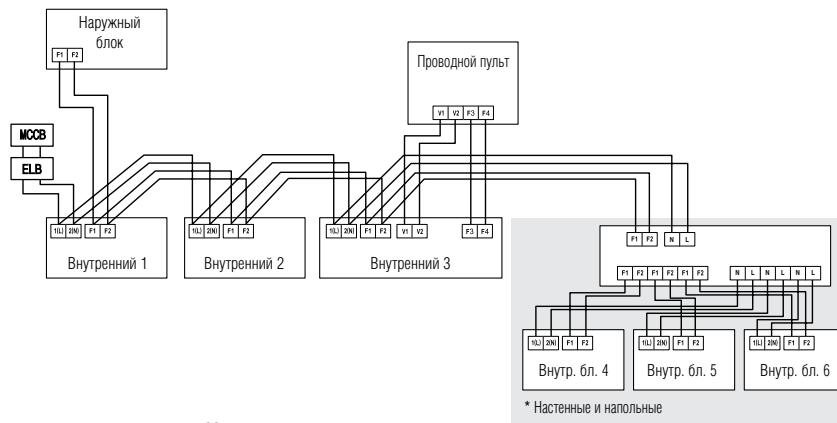 Наружный
блок
F1 F2
Проводной пульт
V1 V2 F3 F4
MCCB
ELB
1(L) 2(N) F1 F2
Внутренний 1
1(L) 2(N) F1 F2
Внутренний 2
1(L) 2(N) F1 F2 V1 V2 F3 F4
Внутренний 3
F1 F2 N L
F1 F2 F1 F2 F1 F2 N L N L N L
1(L) 2(N) F1 F2
Внутр. бл. 4
1(L) 2(N) F1 F2
Внутр. бл. 5
1(L) 2(N) F1 F2
Внутр. бл. 6
* Настенные и напольные